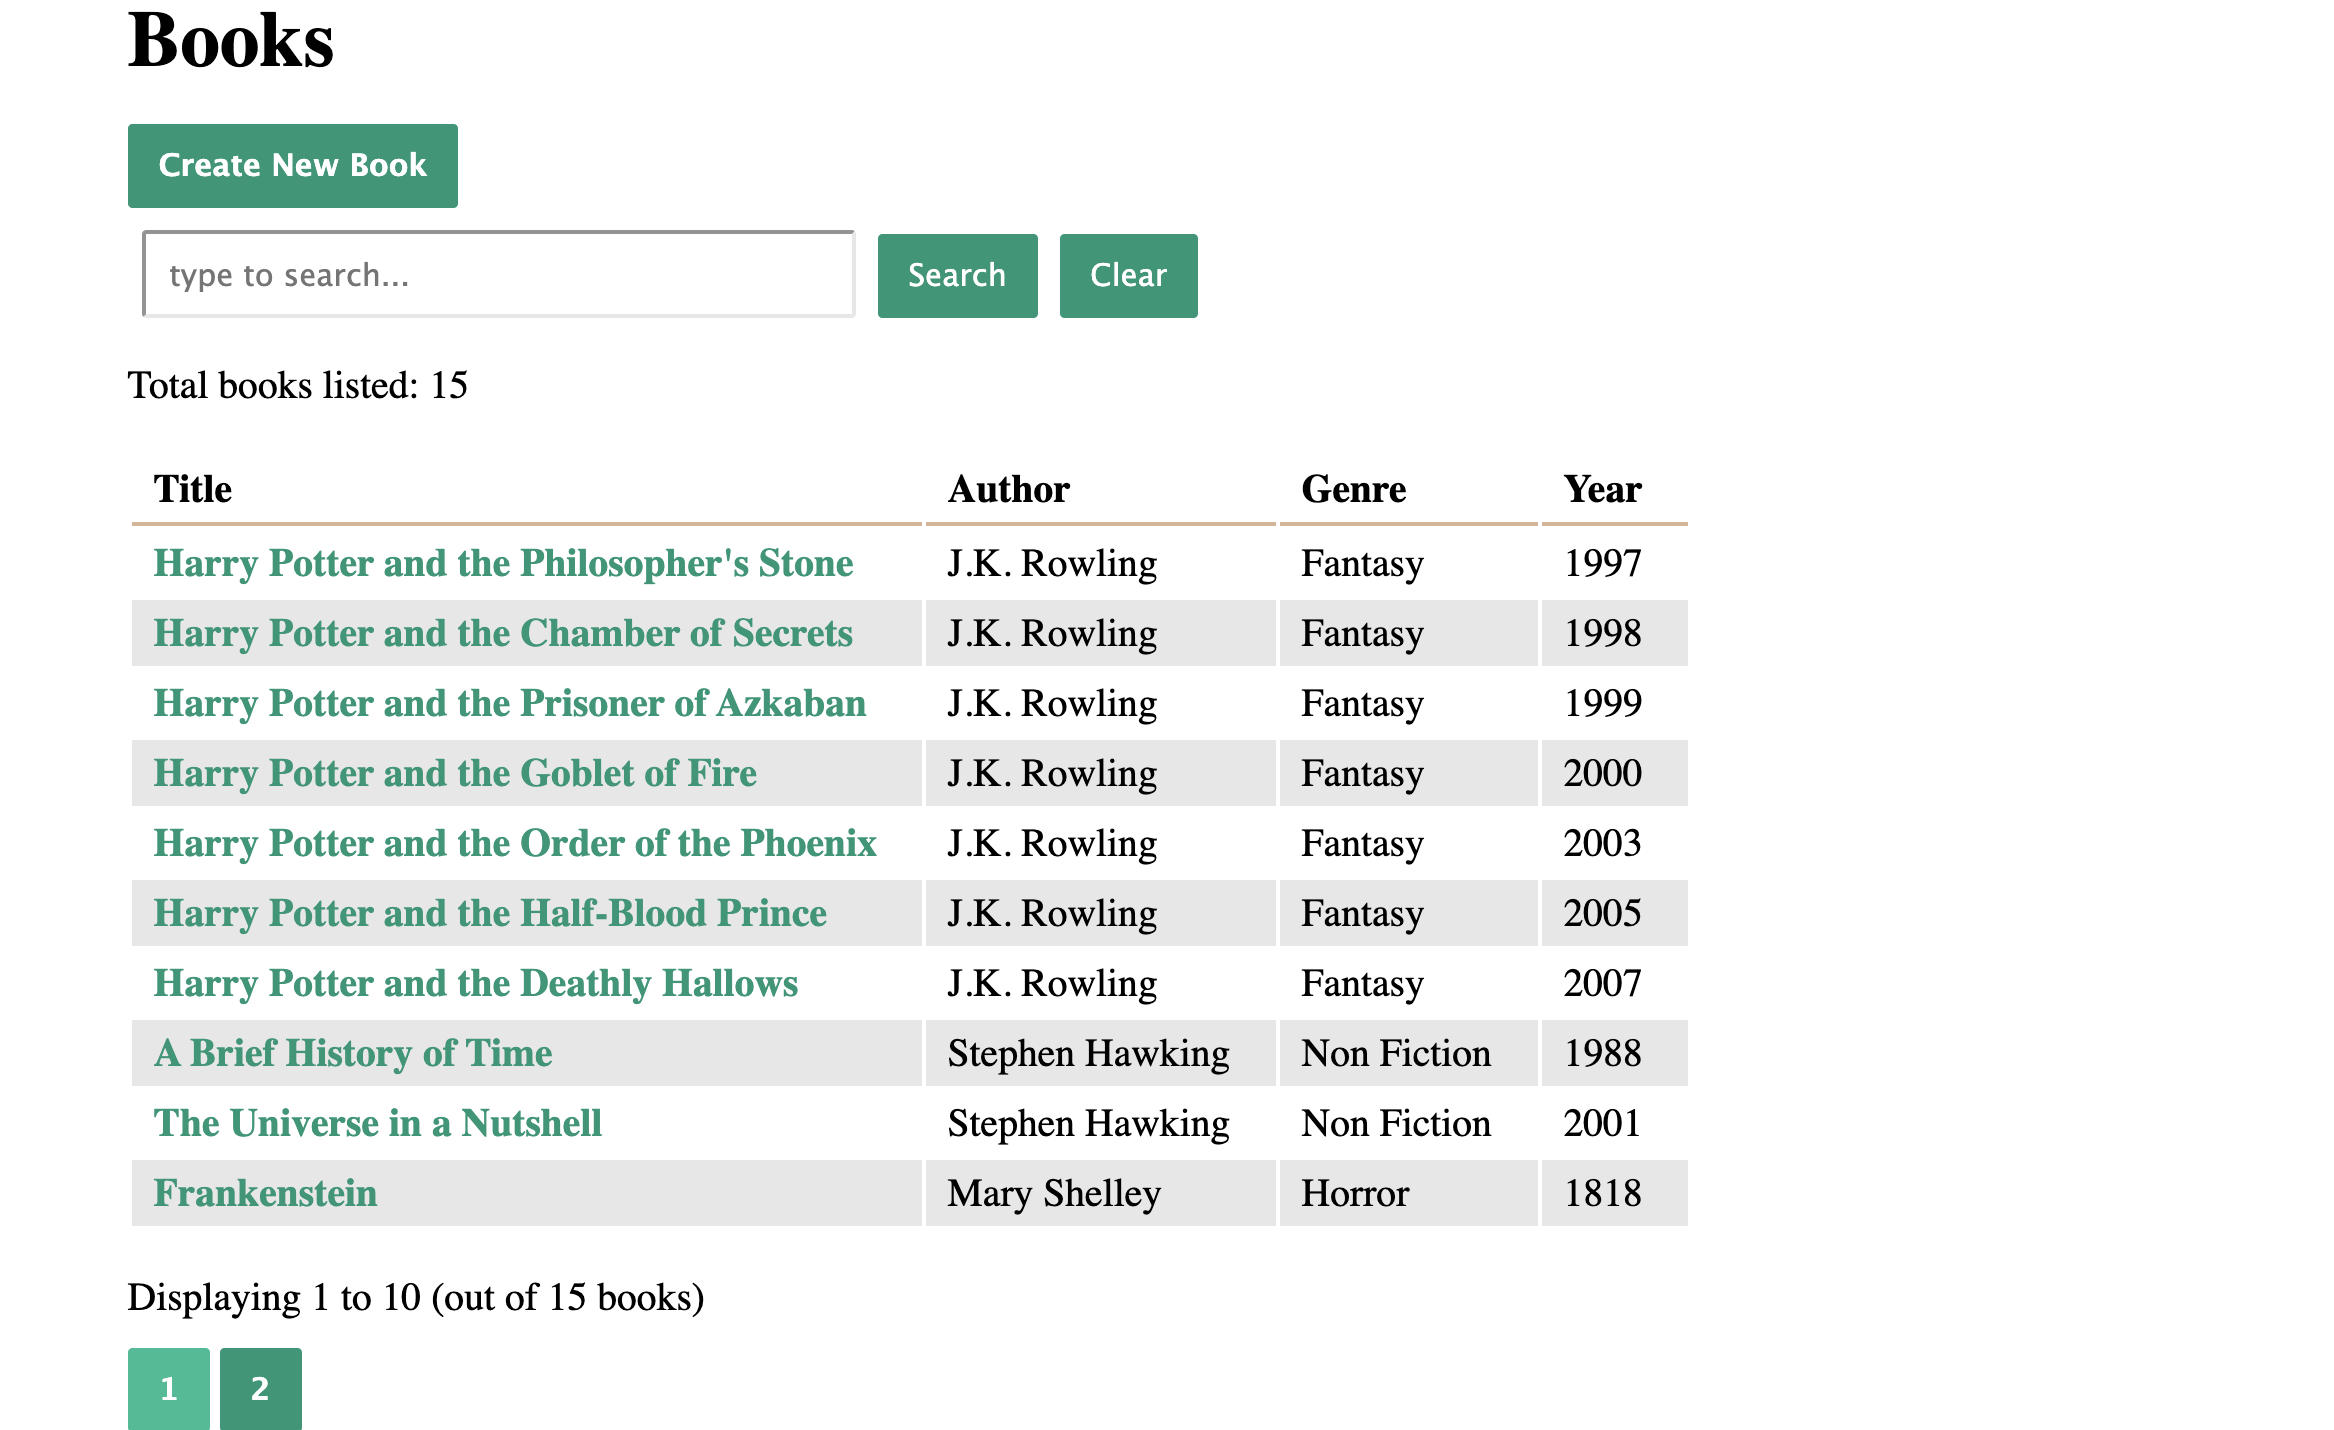 Books
Create New Book
type to search...
Search
Clear
Total books listed: 15
Title Author Genre Year
Harry Potter and the Philosopher's Stone J.K. Rowling Fantasy 1997
Harry Potter and the Chamber of Secrets J.K. Rowling Fantasy 1998
Harry Potter and the Prisoner of Azkaban J.K. Rowling Fantasy 1999
Harry Potter and the Goblet of Fire J.K. Rowling Fantasy 2000
Harry Potter and the Order of the Phoenix J.K. Rowling Fantasy 2003
Harry Potter and the Half-Blood Prince J.K. Rowling Fantasy 2005
Harry Potter and the Deathly Hallows J.K. Rowling Fantasy 2007
A Brief History of Time Stephen Hawking Non Fiction 1988
The Universe in a Nutshell Stephen Hawking Non Fiction 2001
Frankenstein Mary Shelley Horror 1818
Displaying 1 to 10 (out of 15 books)
1 2